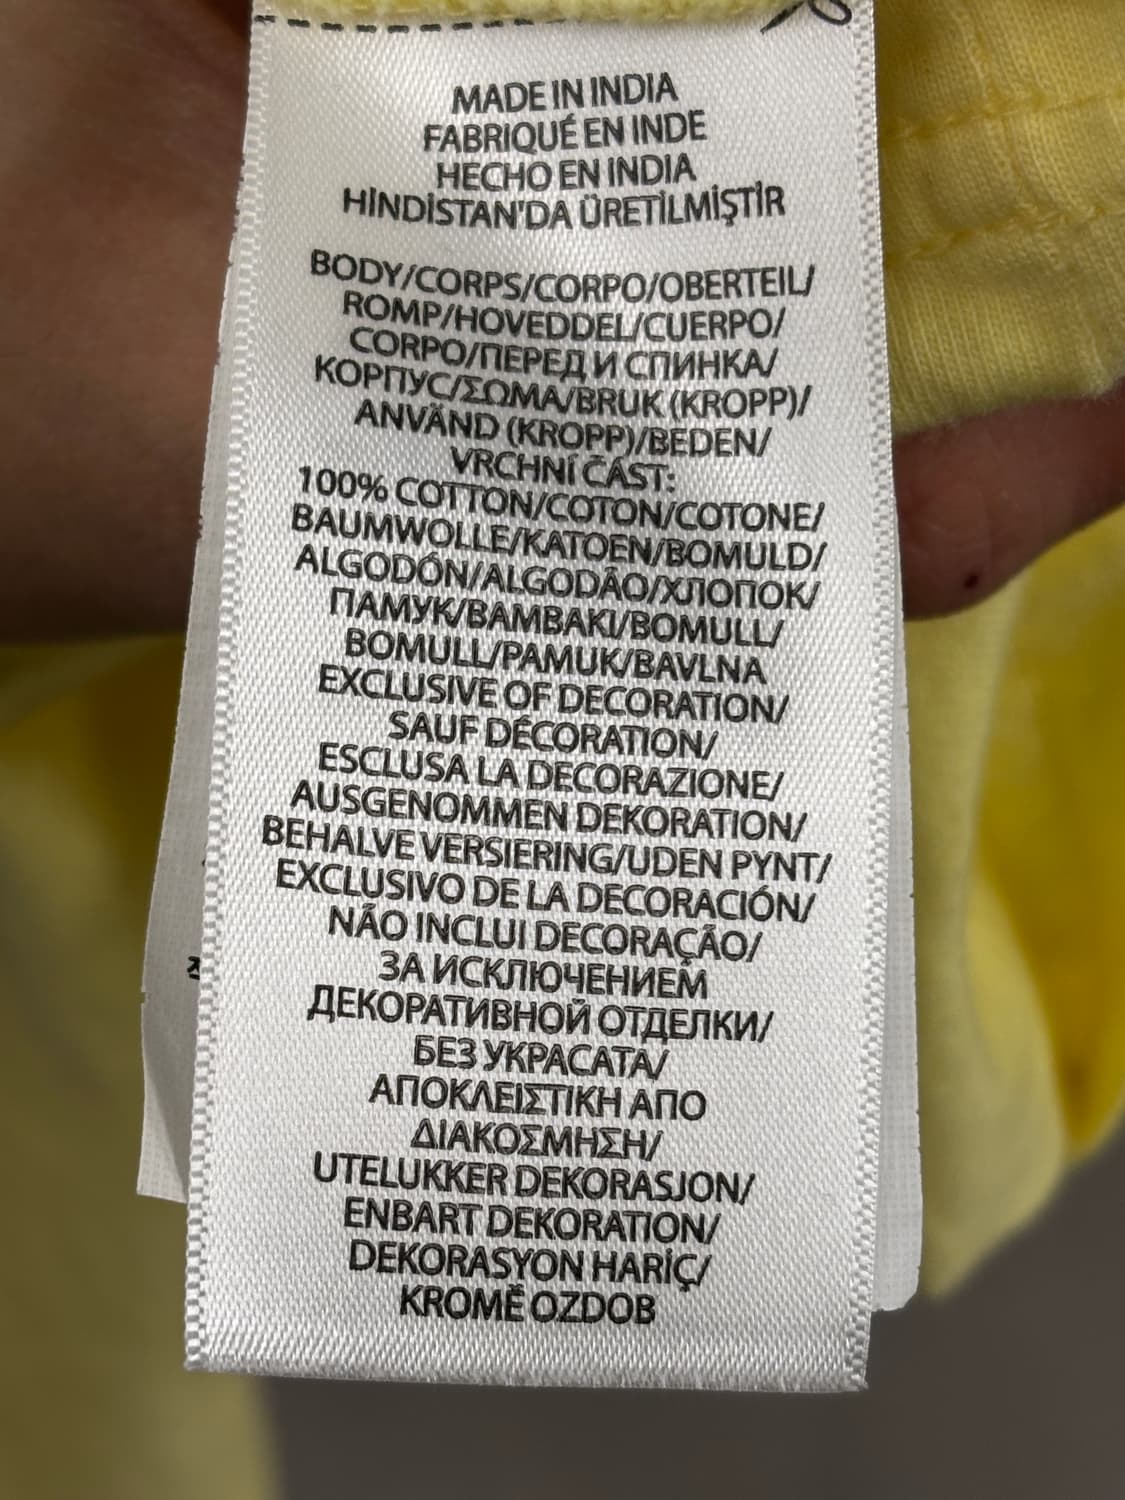 MADE IN INDIA
FABRIQUÉ EN INDE
HECHO EN INDIA
HİNDİSTAN'DA ÜRETİLMİŞTİR
BODY/CORPS/CORPO/OBERTEIL/
ROMP/HOVEDDEL/CUERPO/
CORPO/ПЕРЕД И СПИНКА/
КОРПУС/ΣΩΜΑ/BRUK (KROPP)/
ANVÄND (KROPP)/BEDEN/
VRCHNÍ ČÁST:
100% COTTON/COTON/COTONE/
BAUMWOLLE/KATOEN/BOMULD/
ALGODÓN/ALGODÃO/ХЛОПОК/
ПАМУК/ΒΑΜΒΑΚΙ/BOMULL/
BOMULL/PAMUK/BAVLNA
EXCLUSIVE OF DECORATION/
SAUF DÉCORATION/
ESCLUSA LA DECORAZIONE/
AUSGENOMMEN DEKORATION/
BEHALVE VERSIERING/UDEN PYNT/
EXCLUSIVO DE LA DECORACIÓN/
NÃO INCLUI DECORAÇÃO/
ЗА ИСКЛЮЧЕНИЕМ
ДЕКОРАТИВНОЙ ОТДЕЛКИ/
БЕЗ УКРАСАТА/
ΑΠΟΚΛΕΙΣΤΙΚΗ ΑΠΟ
ΔΙΑΚΟΣΜΗΣΗ/
UTELUKKER DEKORASJON/
ENBART DEKORATION/
DEKORASYON HARİÇ/
KROMĚ OZDOB